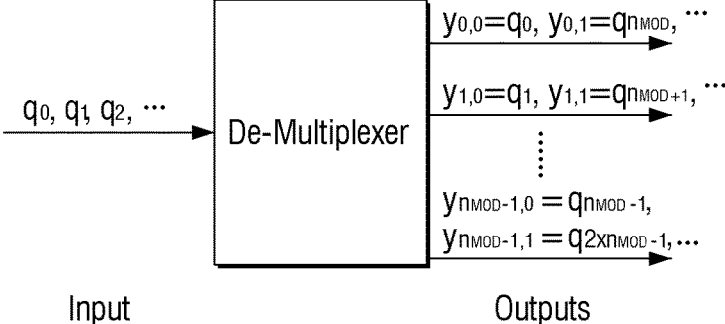 y0,0=q0, y0,1=qnMOD, ...
q0, q1, q2, ...
De-Multiplexer
y1,0=q1, y1,1=qnMOD+1, ...
ynMOD-1,0 = qnMOD-1,
ynMOD-1,1 = q2xnMOD-1, ...
Input
Outputs